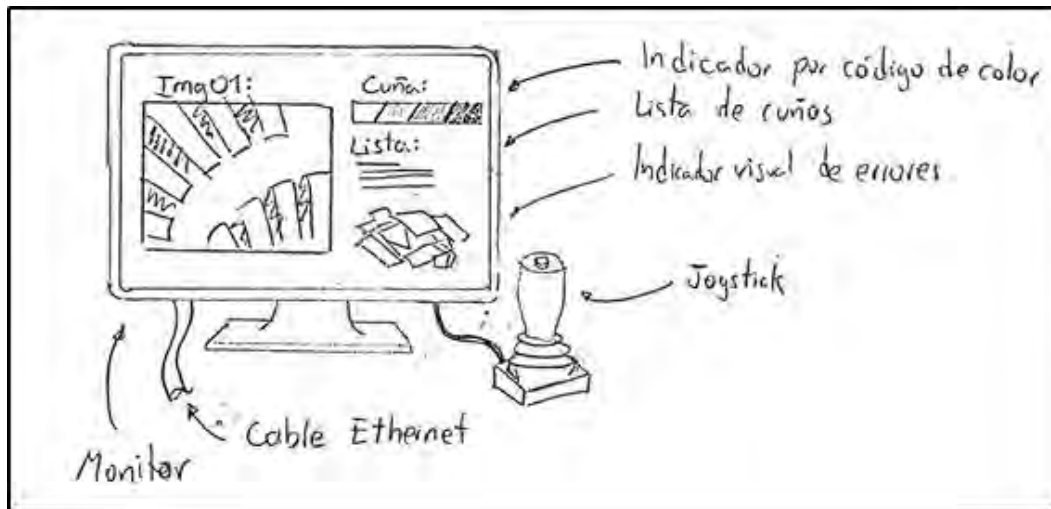 Img01:
Cuña:
Lista:
Indicador por código de color
Lista de cuños
Indicador visual de errores
Joystick
Cable Ethernet
Monitor